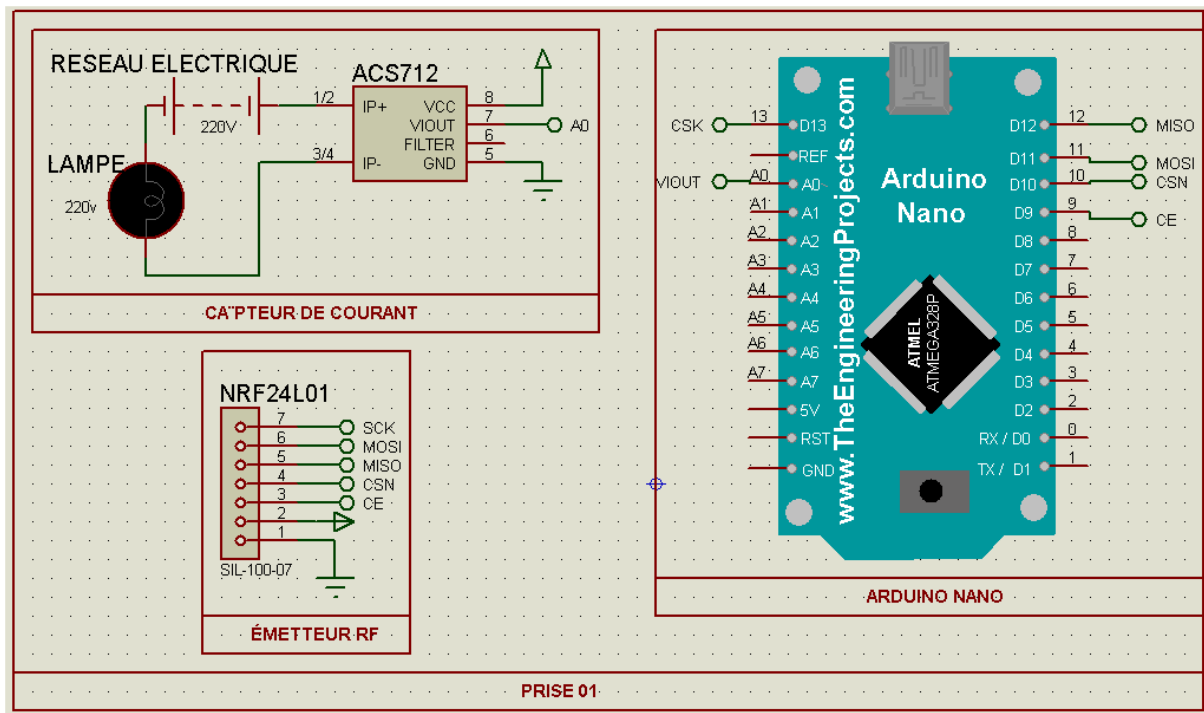 RESEAU ELECTRIQUE
220V
LAMPE
220v
ACS712
1/2 IP+ VCC 8
VIOUT 7 A0
FILTER 6
3/4 IP- GND 5
CA¨PTEUR DE COURANT
NRF24L01
7 SCK
6 MOSI
5 MISO
4 CSN
3 CE
2
1
SIL-100-07
ÉMETTEUR RF
CSK 13 D13
REF
VIOUT A0 A0
A1 A1
A2 A2
A3 A3
A4 A4
A5 A5
A6 A6
A7 A7
5V
RST
GND
www.TheEngineeringProjects.com
Arduino
Nano
ATMEL
ATMEGA328P
D12 12 MISO
D11 11 MOSI
D10 10 CSN
D9 9 CE
D8 8
D7 7
D6 6
D5 5
D4 4
D3 3
D2 2
RX / D0 0
TX / D1 1
ARDUINO NANO
PRISE 01